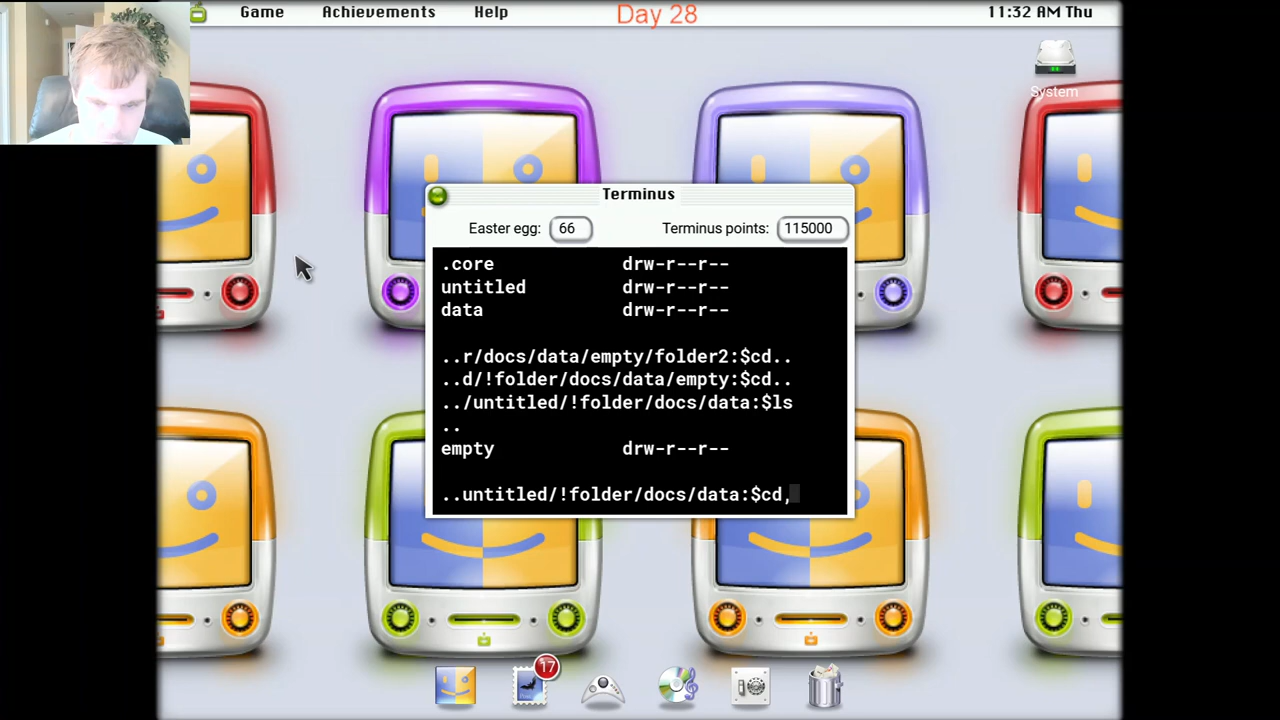 Game Achievements Help Day 28 11:32 AM Thu
System
Terminus
Easter egg: 66 Terminus points: 115000
.core drw-r--r--
untitled drw-r--r--
data drw-r--r--
..r/docs/data/empty/folder2:$cd..
..d/!folder/docs/data/empty:$cd..
../untitled/!folder/docs/data:$ls
..
empty drw-r--r--
..untitled/!folder/docs/data:$cd,
17